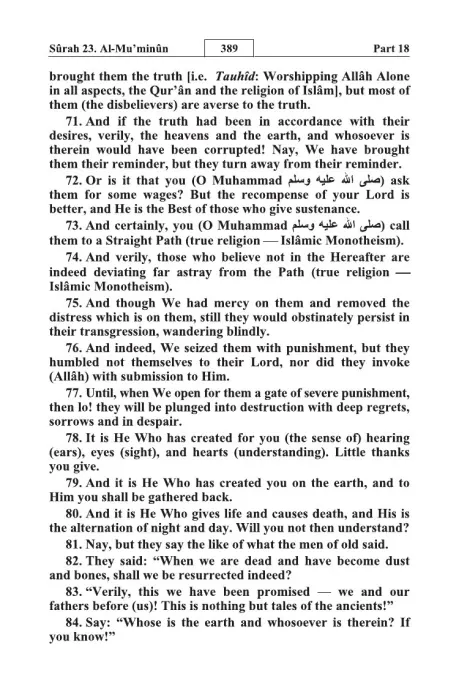 Sûrah 23. Al-Mu’minûn 389 Part 18
brought them the truth [i.e. Tauhîd: Worshipping Allâh Alone
in all aspects, the Qur’ân and the religion of Islâm], but most of
them (the disbelievers) are averse to the truth.
71. And if the truth had been in accordance with their
desires, verily, the heavens and the earth, and whosoever is
therein would have been corrupted! Nay, We have brought
them their reminder, but they turn away from their reminder.
72. Or is it that you (O Muhammad صلى الله عليه وسلم) ask
them for some wages? But the recompense of your Lord is
better, and He is the Best of those who give sustenance.
73. And certainly, you (O Muhammad صلى الله عليه وسلم) call
them to a Straight Path (true religion — Islâmic Monotheism).
74. And verily, those who believe not in the Hereafter are
indeed deviating far astray from the Path (true religion —
Islâmic Monotheism).
75. And though We had mercy on them and removed the
distress which is on them, still they would obstinately persist in
their transgression, wandering blindly.
76. And indeed, We seized them with punishment, but they
humbled not themselves to their Lord, nor did they invoke
(Allâh) with submission to Him.
77. Until, when We open for them a gate of severe punishment,
then lo! they will be plunged into destruction with deep regrets,
sorrows and in despair.
78. It is He Who has created for you (the sense of) hearing
(ears), eyes (sight), and hearts (understanding). Little thanks
you give.
79. And it is He Who has created you on the earth, and to
Him you shall be gathered back.
80. And it is He Who gives life and causes death, and His is
the alternation of night and day. Will you not then understand?
81. Nay, but they say the like of what the men of old said.
82. They said: “When we are dead and have become dust
and bones, shall we be resurrected indeed?
83. “Verily, this we have been promised — we and our
fathers before (us)! This is nothing but tales of the ancients!”
84. Say: “Whose is the earth and whosoever is therein? If
you know!”